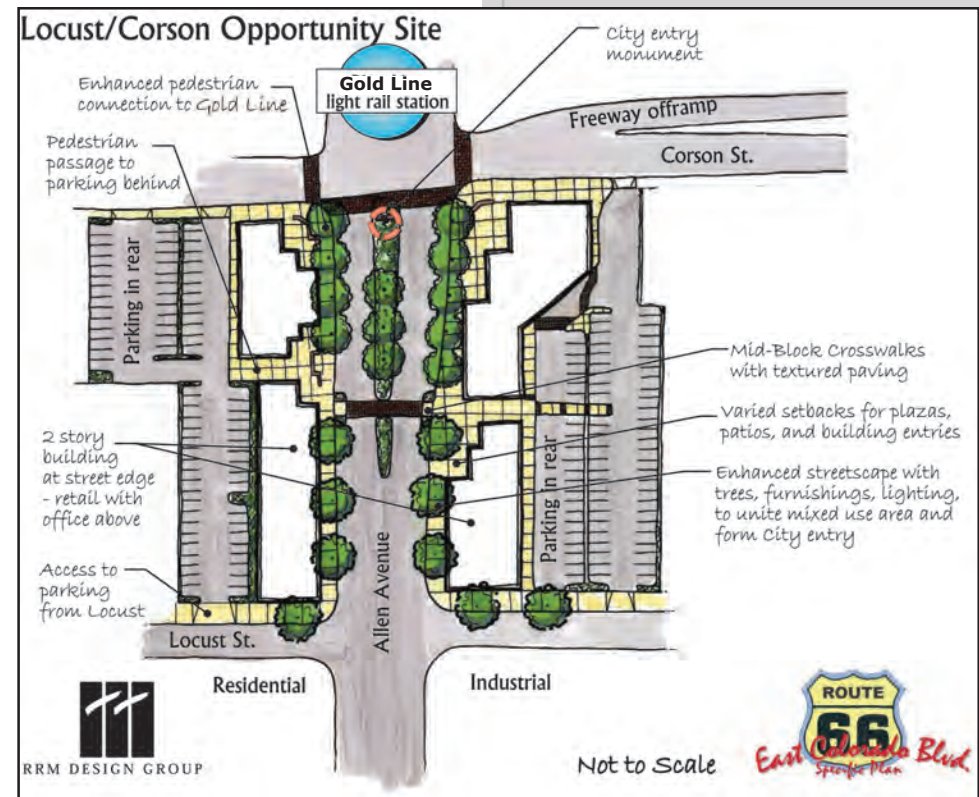 Locust/Corson Opportunity Site
City entry
monument
Gold Line
light rail station
Enhanced pedestrian
connection to Gold Line
Freeway offramp
Corson St.
Pedestrian
passage to
parking behind
Parking in rear
Mid-Block Crosswalks
with textured paving
Varied setbacks for plazas,
patios, and building entries
2 story
building
at street edge
- retail with
office above
Parking in rear
Enhanced streetscape with
trees, furnishings, lighting,
to unite mixed use area and
form City entry
Allen Avenue
Access to
parking
from Locust
Locust St.
Residential
Industrial
RRM DESIGN GROUP
Not to Scale
ROUTE
66
East Colorado Blvd.
Specific Plan